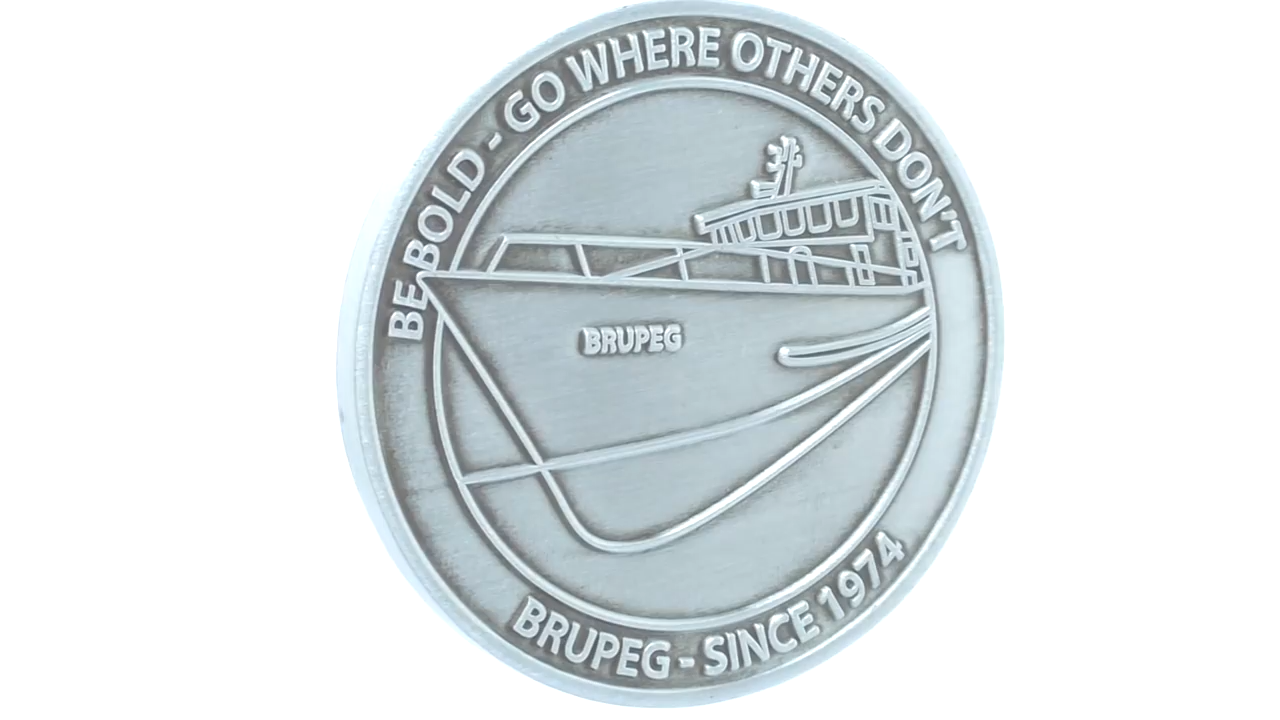 BE BOLD - GO WHERE OTHERS DON'T
BRUPEG
BRUPEG - SINCE 1974